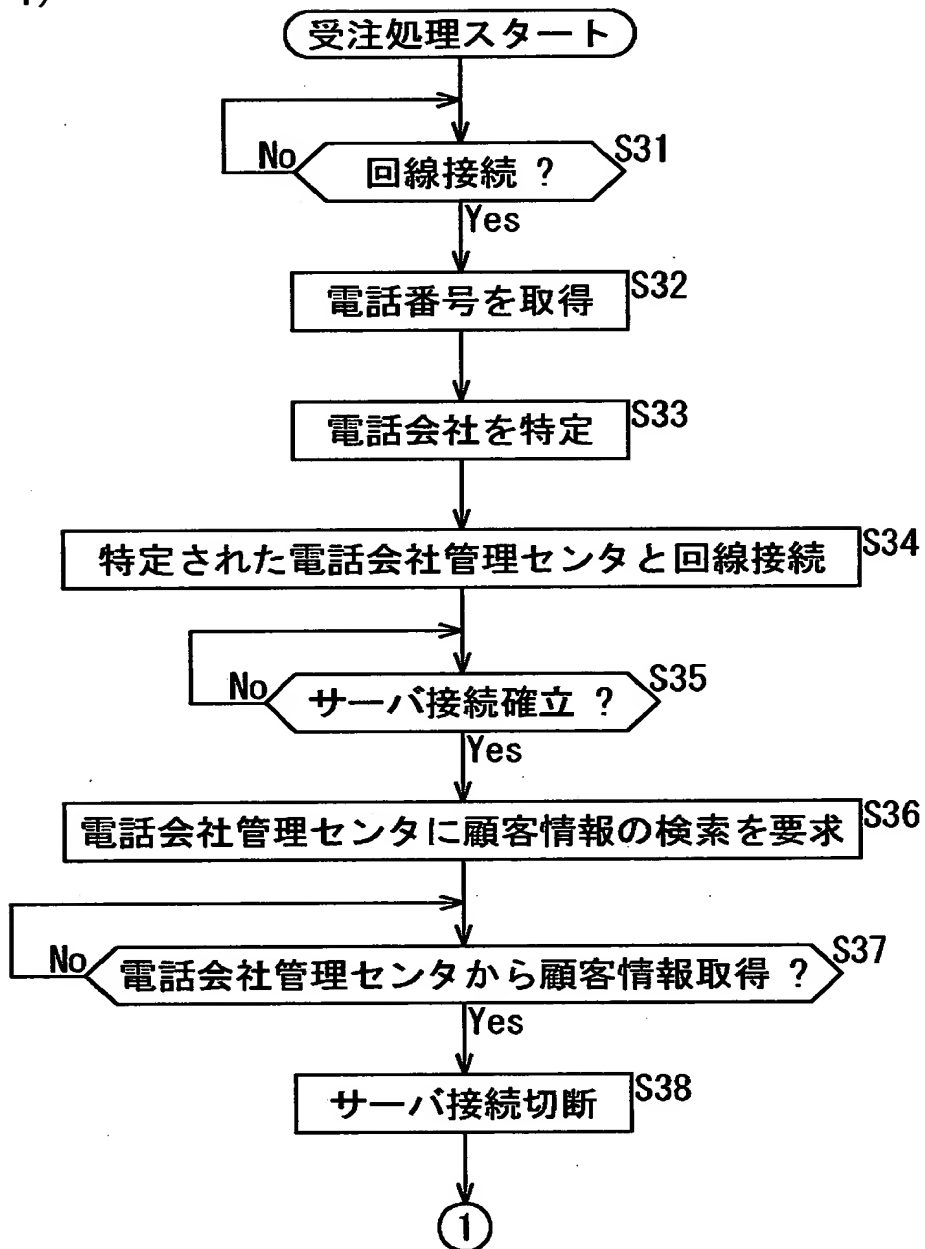 受注処理スタート
回線接続 ?
S31
No
Yes
電話番号を取得
S32
電話会社を特定
S33
特定された電話会社管理センタと回線接続
S34
サーバ接続確立 ?
S35
No
Yes
電話会社管理センタに顧客情報の検索を要求
S36
電話会社管理センタから顧客情報取得 ?
S37
No
Yes
サーバ接続切断
S38
1